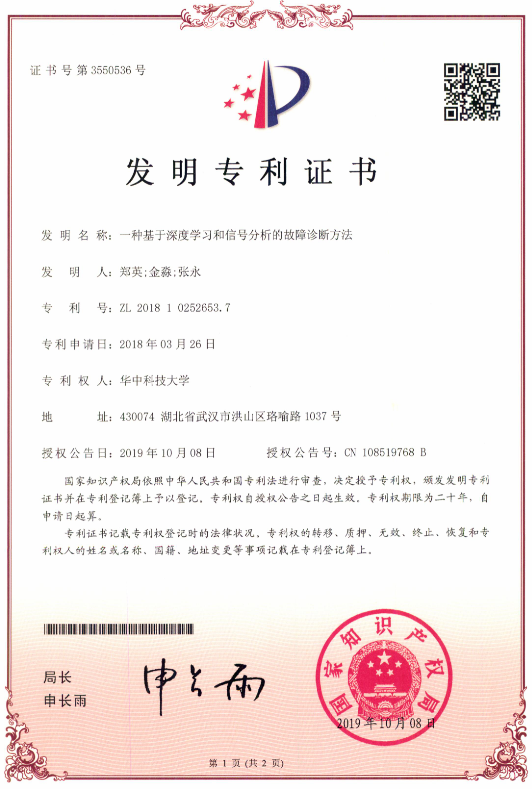 证书号第3550536号
发明专利证书
发 明 名 称：一种基于深度学习和信号分析的故障诊断方法
发 明 人：郑英;金淼;张永
专 利 号：ZL 2018 1 0252653.7
专利申请日：2018年03月26日
专 利 权 人：华中科技大学
地 址：430074 湖北省武汉市洪山区珞喻路1037号
授权公告日：2019年10月08日 授权公告号：CN 108519768 B
国家知识产权局依照中华人民共和国专利法进行审查，决定授予专利权，颁发发明专利
证书并在专利登记簿上予以登记。专利权自授权公告之日起生效。专利权期限为二十年，自
申请日起算。
专利证书记载专利权登记时的法律状况。专利权的转移、质押、无效、终止、恢复和专
利权人的姓名或名称、国籍、地址变更等事项记载在专利登记簿上。
局长
申长雨
申长雨
国家知识产权局
2019年10月08日
第 1 页 (共 2 页)